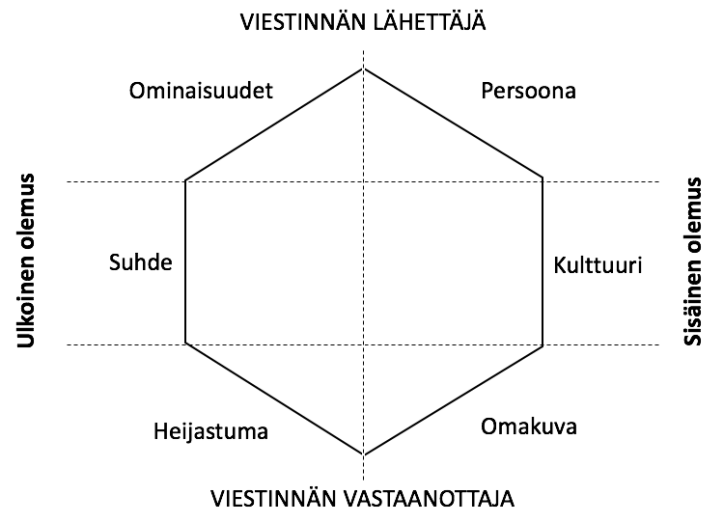 VIESTINNÄN LÄHETTÄJÄ
Ominaisuudet
Persoona
Ulkoinen olemus
Sisäinen olemus
Suhde
Kulttuuri
Heijastuma
Omakuva
VIESTINNÄN VASTAANOTTAJA